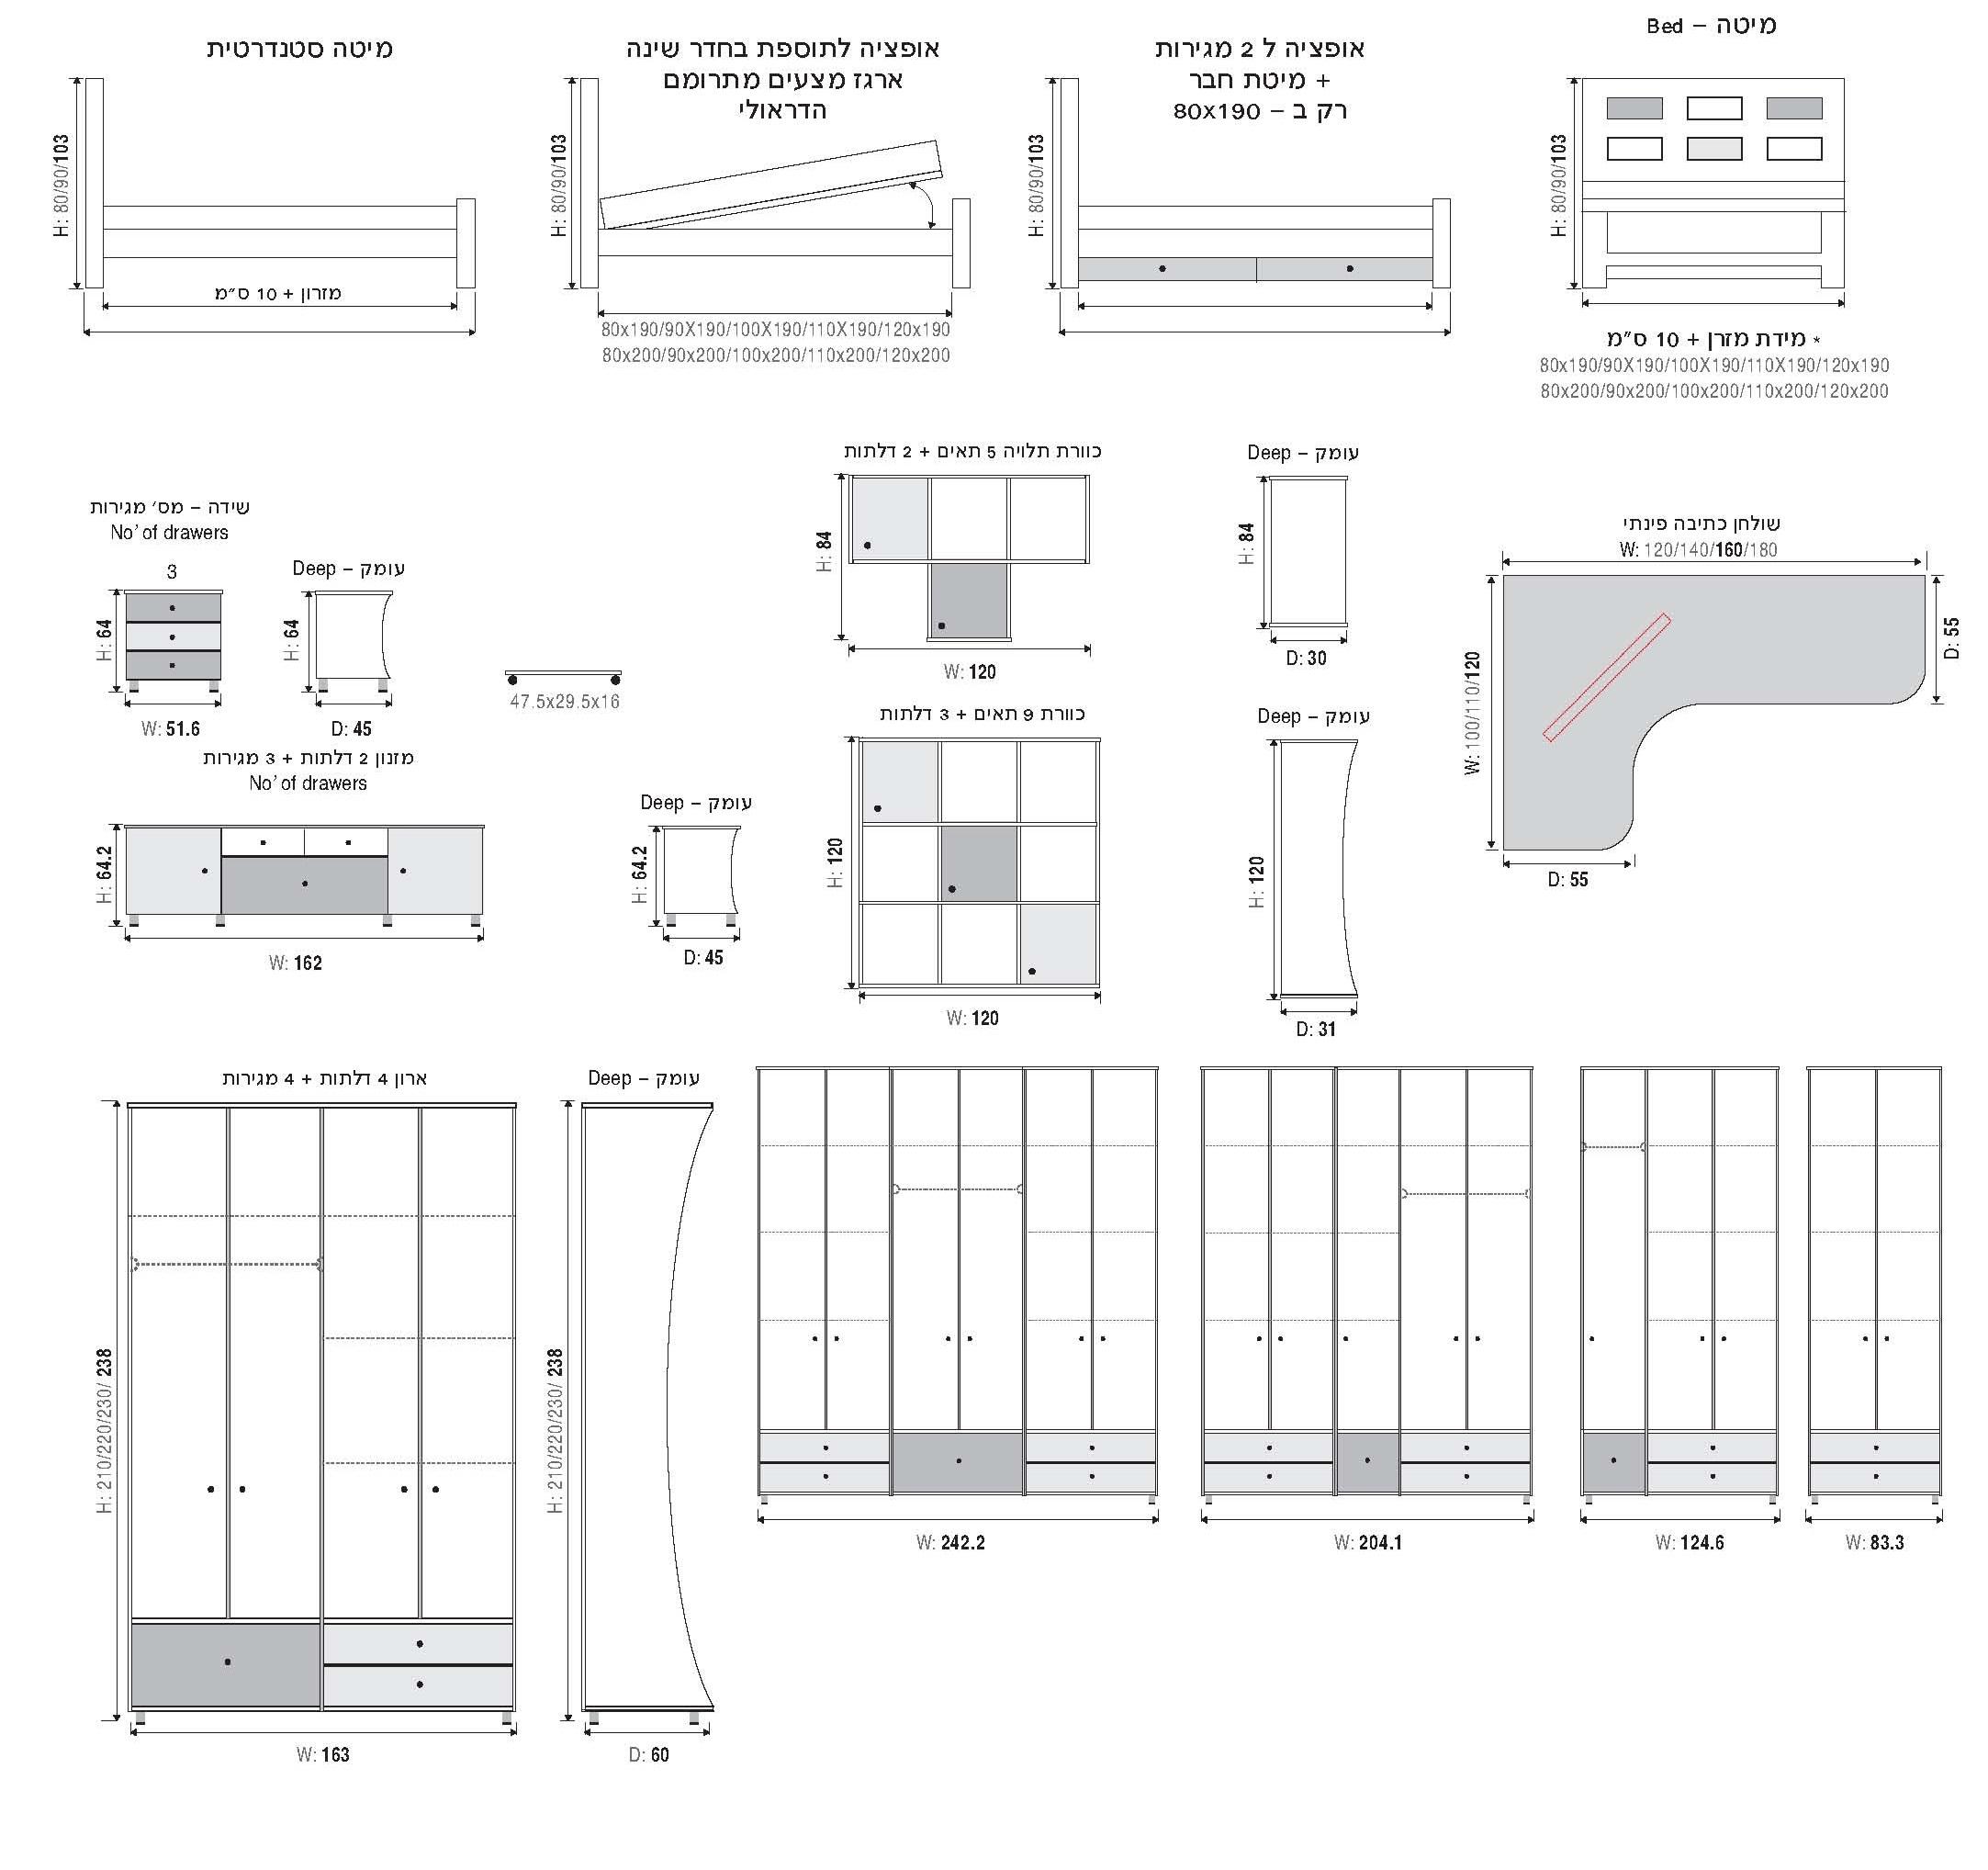 מיטה – Bed
מיטה סטנדרטית
אופציה לתוספת בחדר שינה
ארגז מצעים מתרומם
הדראולי
אופציה ל 2 מגירות
+ מיטת חבר
רק ב – 80X190
H: 80/90/103
H: 80/90/103
H: 80/90/103
H: 80/90/103
מזרון + 10 ס"מ
80x190/90X190/100X190/110X190/120x190
80x200/90x200/100x200/110x200/120x200
* מידת מזרן + 10 ס"מ
80x190/90X190/100X190/110X190/120x190
80x200/90x200/100x200/110x200/120x200
שידה – מס' מגירות
No' of drawers
3
Deep – עומק
H: 64
H: 64
W: 51.6
D: 45
47.5x29.5x16
כוורת תלויה 5 תאים + 2 דלתות
H: 84
W: 120
Deep – עומק
H: 84
D: 30
שולחן כתיבה פינתי
W: 120/140/160/180
W: 100/110/120
D: 55
D: 55
מזנון 2 דלתות + 3 מגירות
No' of drawers
H: 64.2
W: 162
Deep – עומק
H: 64.2
D: 45
כוורת 9 תאים + 3 דלתות
H: 120
W: 120
Deep – עומק
H: 120
D: 31
ארון 4 דלתות + 4 מגירות
H: 210/220/230/ 238
W: 163
Deep – עומק
H: 210/220/230/ 238
D: 60
W: 242.2
W: 204.1
W: 124.6
W: 83.3